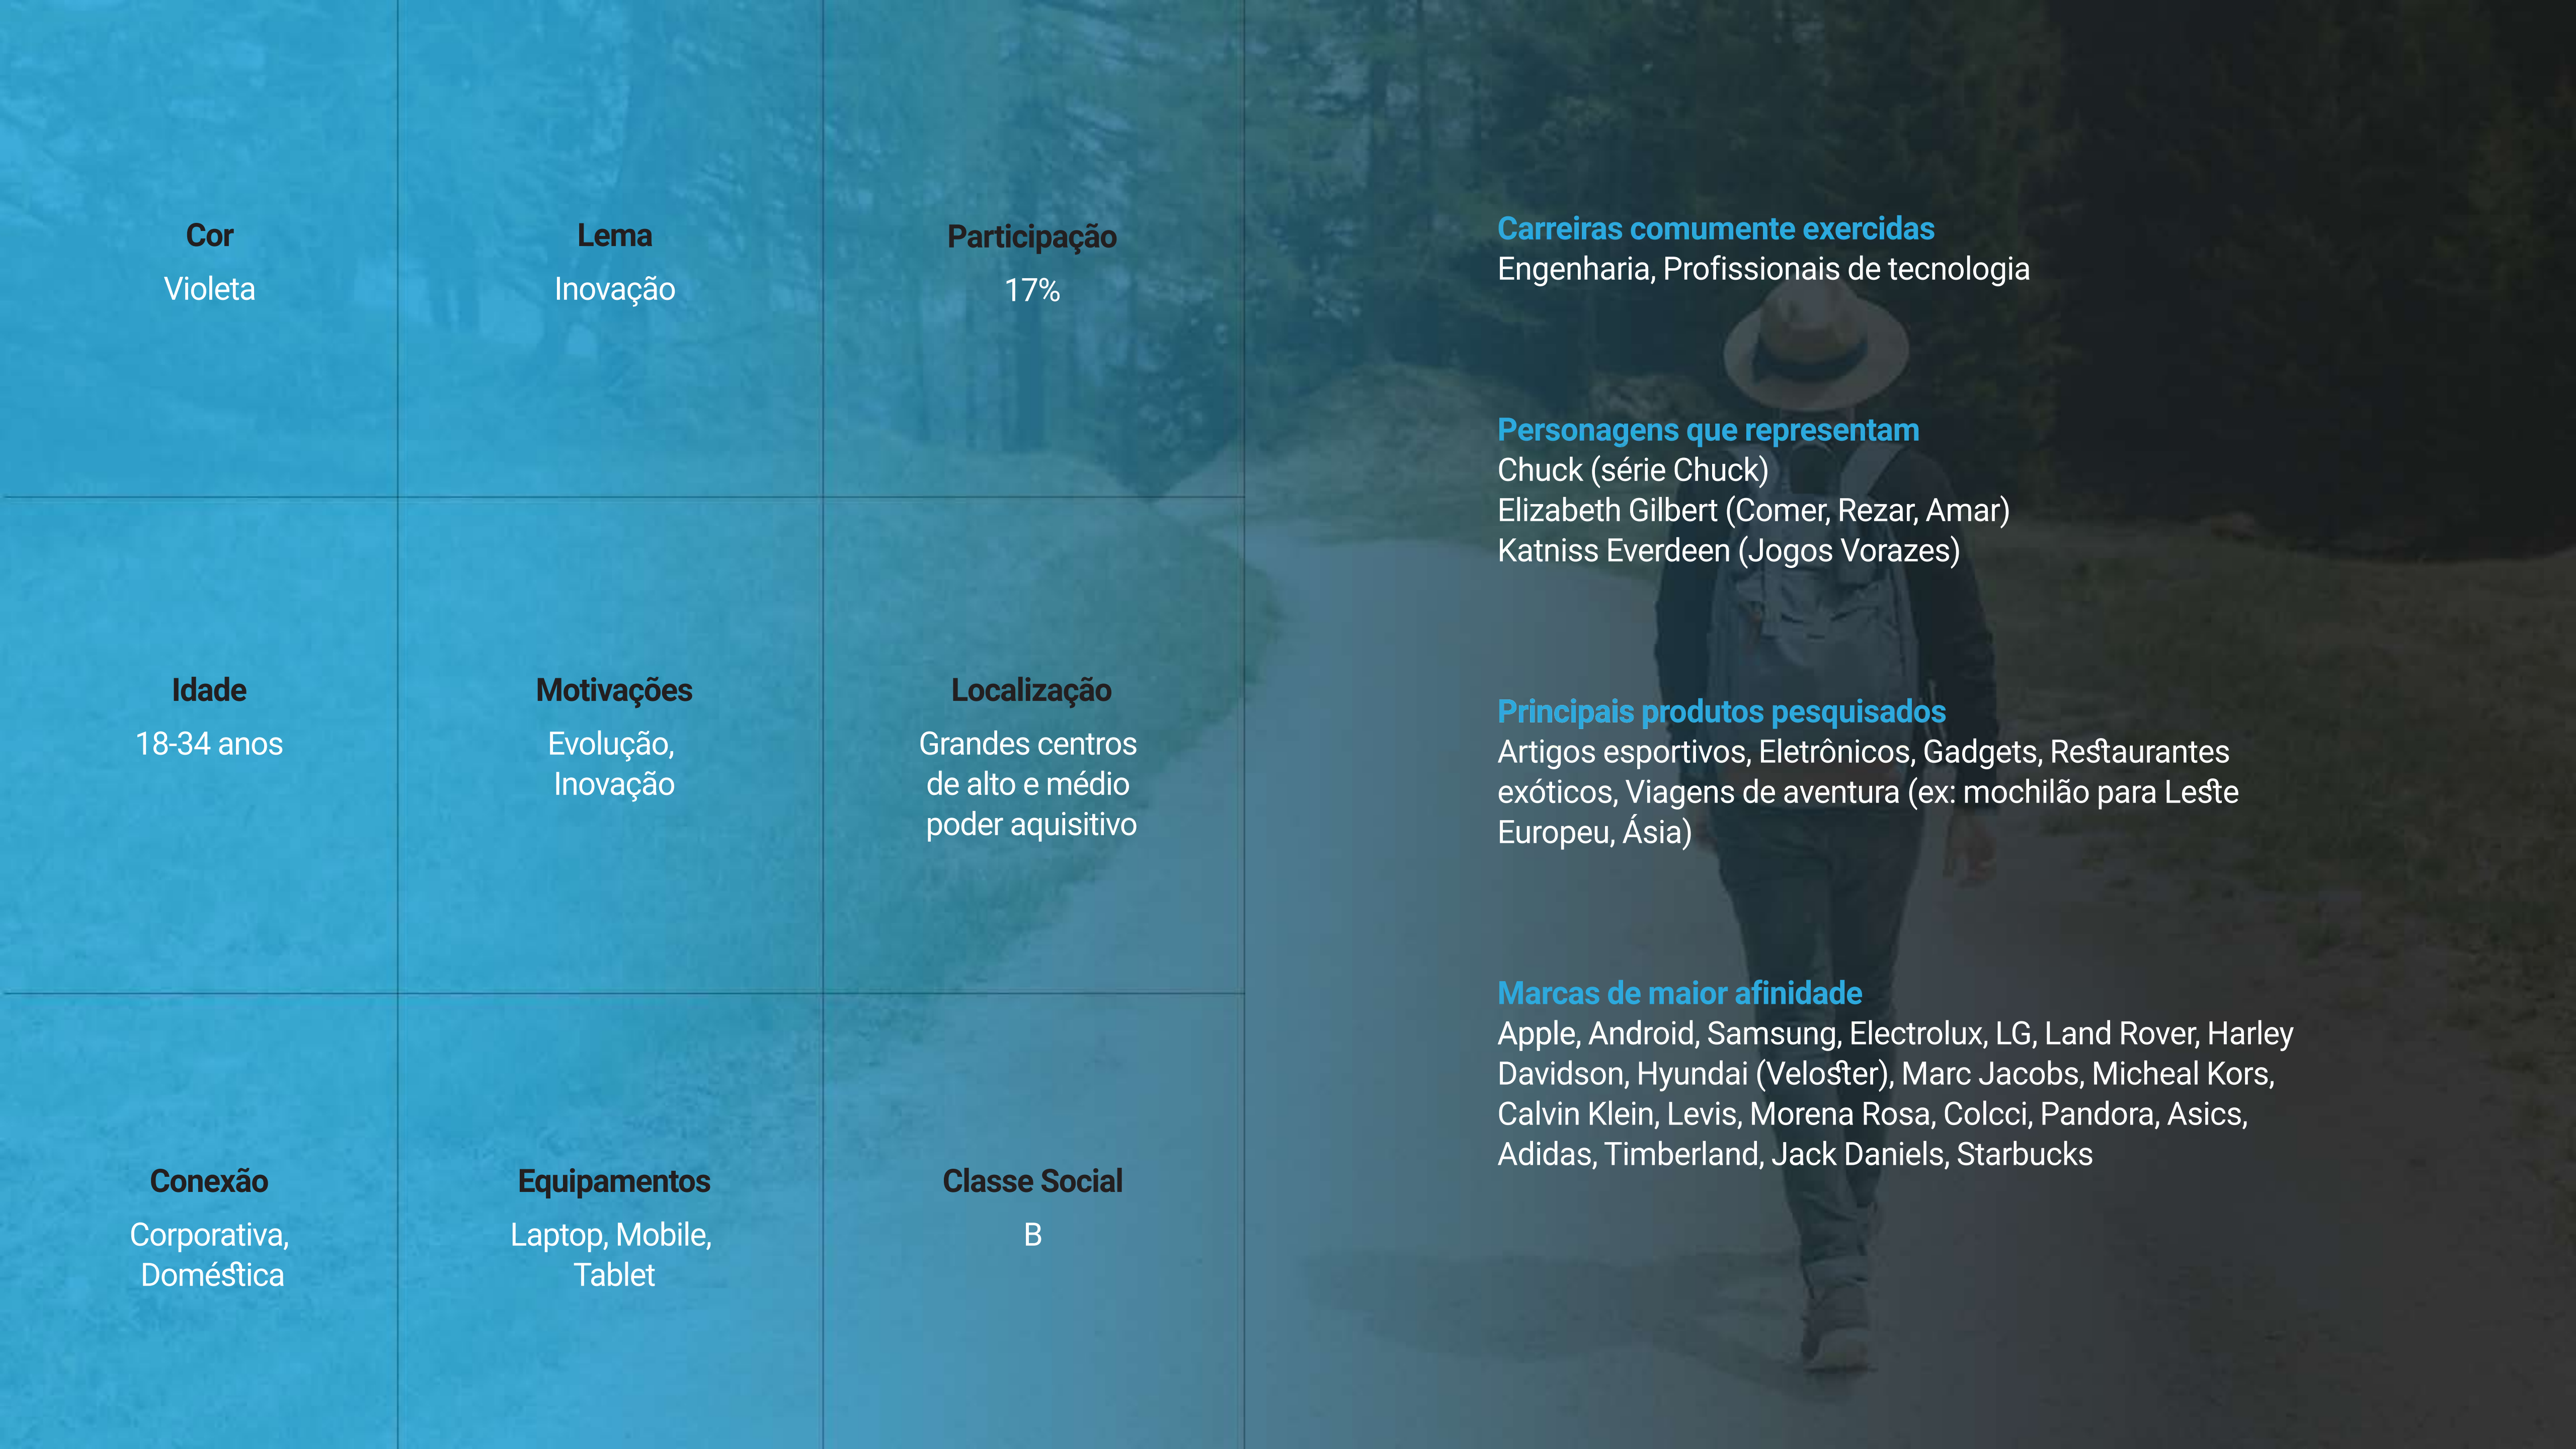 Cor
Violeta
Lema
Inovação
Participação
17%
Idade
18-34 anos
Motivações
Evolução,
Inovação
Localização
Grandes centros
de alto e médio
poder aquisitivo
Conexão
Corporativa,
Doméstica
Equipamentos
Laptop, Mobile,
Tablet
Classe Social
B
Carreiras comumente exercidas
Engenharia, Profissionais de tecnologia
Personagens que representam
Chuck (série Chuck)
Elizabeth Gilbert (Comer, Rezar, Amar)
Katniss Everdeen (Jogos Vorazes)
Principais produtos pesquisados
Artigos esportivos, Eletrônicos, Gadgets, Restaurantes
exóticos, Viagens de aventura (ex: mochilão para Leste
Europeu, Ásia)
Marcas de maior afinidade
Apple, Android, Samsung, Electrolux, LG, Land Rover, Harley
Davidson, Hyundai (Veloster), Marc Jacobs, Micheal Kors,
Calvin Klein, Levis, Morena Rosa, Colcci, Pandora, Asics,
Adidas, Timberland, Jack Daniels, Starbucks